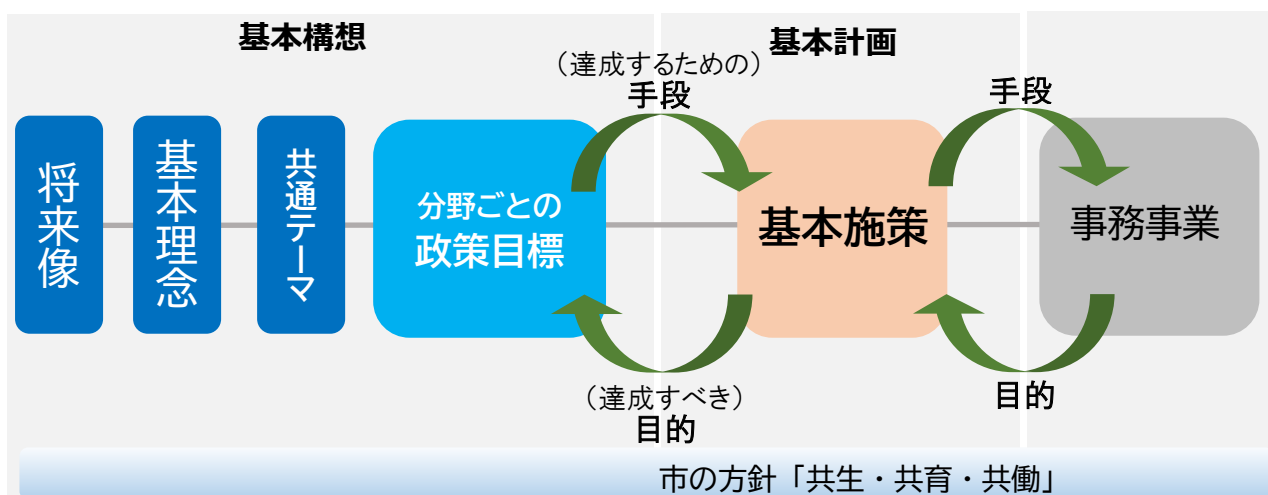 基本構想
基本計画
（達成するための）
手段
手段
将来像
基本理念
共通テーマ
分野ごとの
政策目標
基本施策
事務事業
（達成すべき）
目的
目的
市の方針「共生・共育・共働」